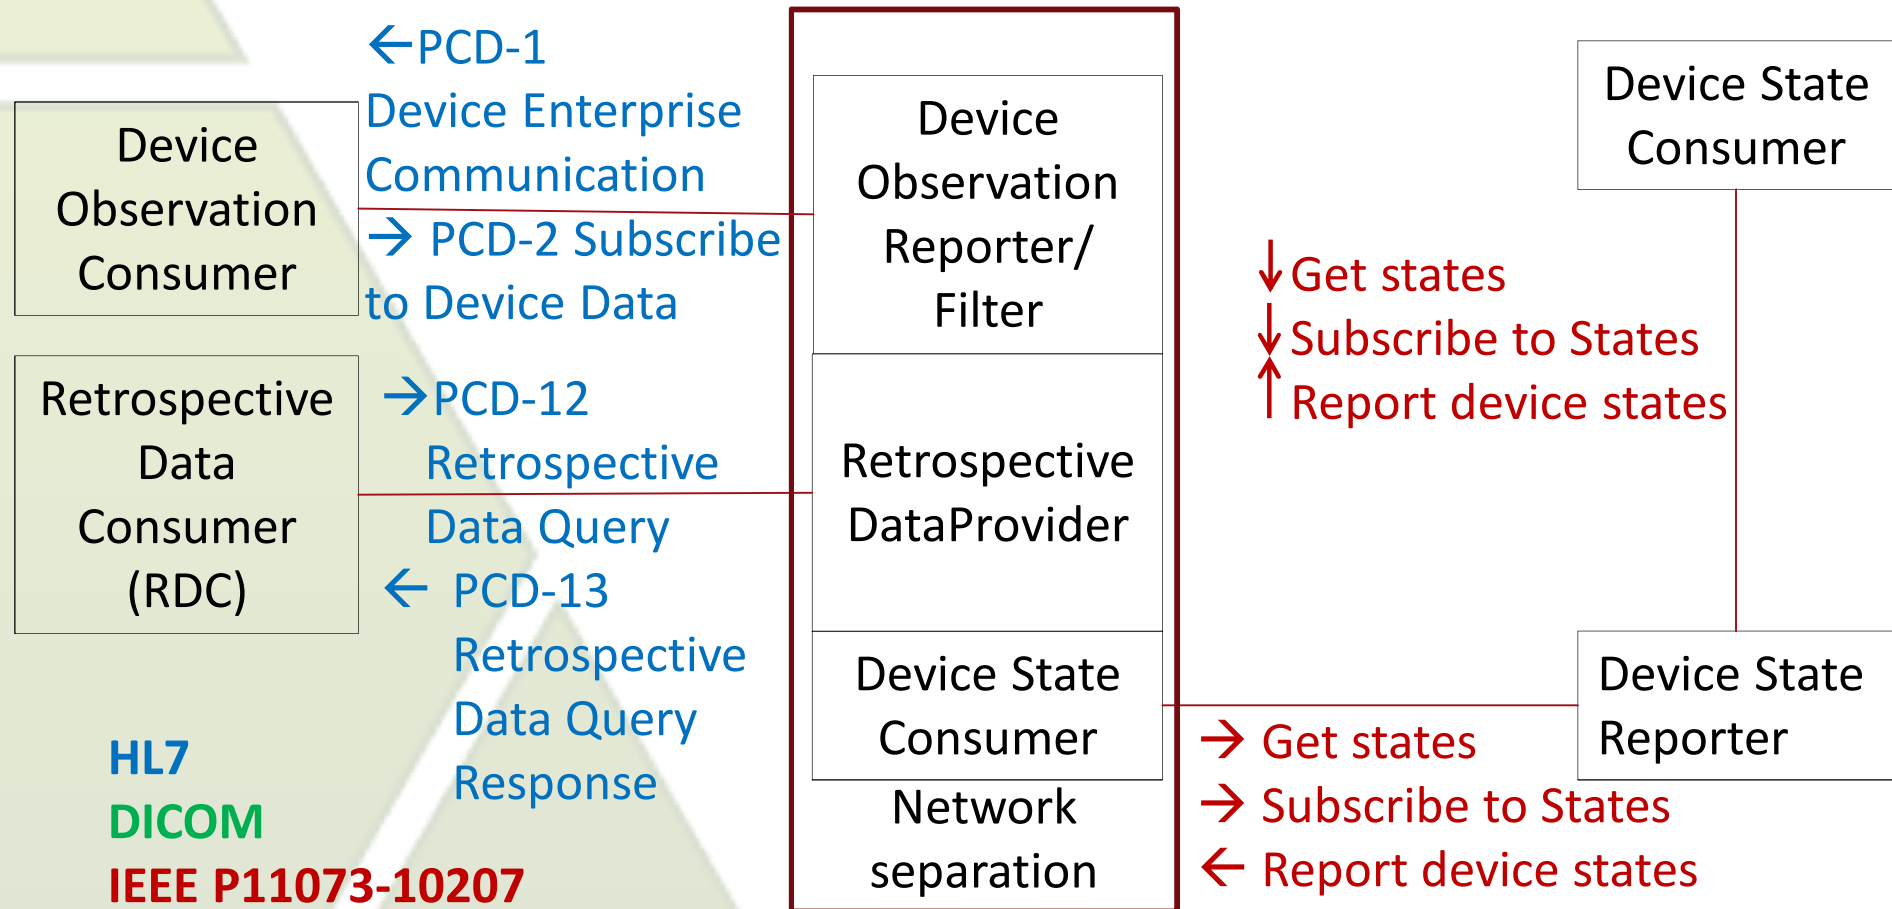 ←PCD-1
Device Enterprise
Communication
→ PCD-2 Subscribe
to Device Data
Device
Observation
Consumer
Device
Observation
Reporter/
Filter
Device State
Consumer
↓Get states
↓Subscribe to States
↑Report device states
Retrospective
Data
Consumer
(RDC)
→PCD-12
Retrospective
Data Query
← PCD-13
Retrospective
Data Query
Response
Retrospective
DataProvider
Device State
Consumer
Network
separation
Device State
Reporter
→ Get states
→ Subscribe to States
← Report device states
HL7
DICOM
IEEE P11073-10207